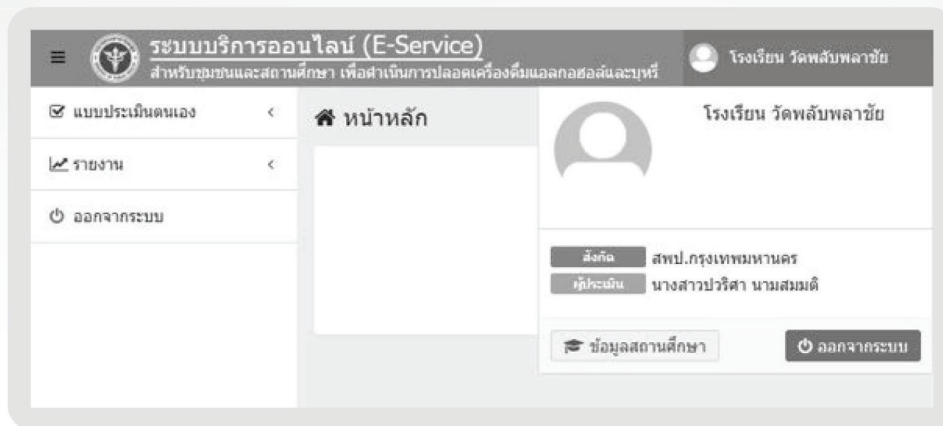 ระบบบริการออนไลน์ (E-Service)
สำหรับชุมชนและสถานศึกษา เพื่อดำเนินการปลอดเครื่องดื่มแอลกอฮอล์และบุหรี่
โรงเรียน วัดพลับพลาชัย
แบบประเมินตนเอง
หน้าหลัก
โรงเรียน วัดพลับพลาชัย
รายงาน
ออกจากระบบ
สังกัด สพป.กรุงเทพมหานคร
ผู้ประเมิน นางสาวปวริศา นามสมมติ
ข้อมูลสถานศึกษา
ออกจากระบบ